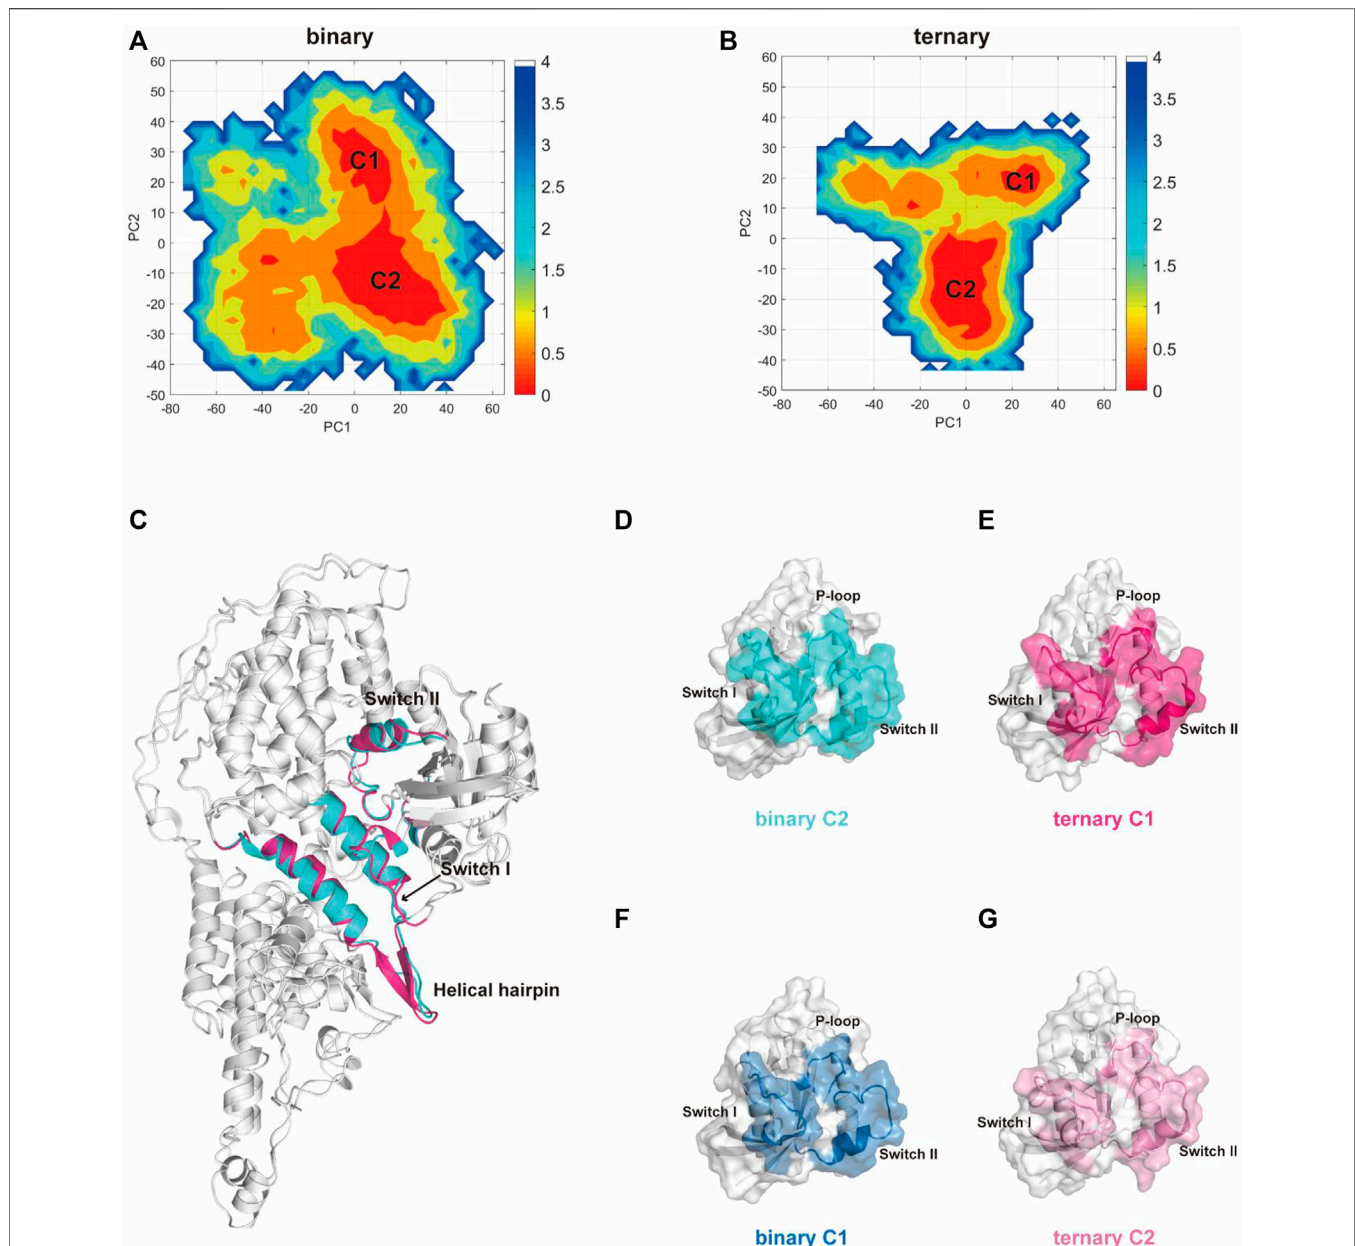 A
binary
B
ternary
60
50
40
30
20
10
0
-10
-20
-30
-40
-50
PC2
-80
-60
-40
-20
0
20
40
60
PC1
C1
C2
4
3.5
3
2.5
2
1.5
1
0.5
0
60
50
40
30
20
10
0
-10
-20
-30
-40
-50
PC2
-80
-60
-40
-20
0
20
40
60
PC1
C1
C2
4
3.5
3
2.5
2
1.5
1
0.5
0
C
Switch II
Switch I
Helical hairpin
D
P-loop
Switch I
Switch II
binary C2
E
P-loop
Switch I
Switch II
ternary C1
F
P-loop
Switch I
Switch II
binary C1
G
P-loop
Switch I
Switch II
ternary C2